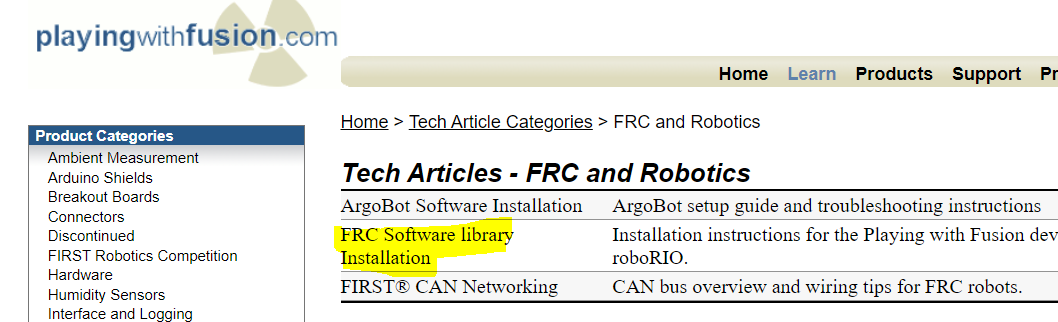 playingwithfusion.com
Home Learn Products Support Pr
Home > Tech Article Categories > FRC and Robotics
Product Categories
Ambient Measurement
Arduino Shields
Breakout Boards
Connectors
Discontinued
FIRST Robotics Competition
Hardware
Humidity Sensors
Interface and Logging
Tech Articles - FRC and Robotics
ArgoBot Software Installation ArgoBot setup guide and troubleshooting instructions
FRC Software library Installation instructions for the Playing with Fusion dev
Installation roboRIO.
FIRST® CAN Networking CAN bus overview and wiring tips for FRC robots.